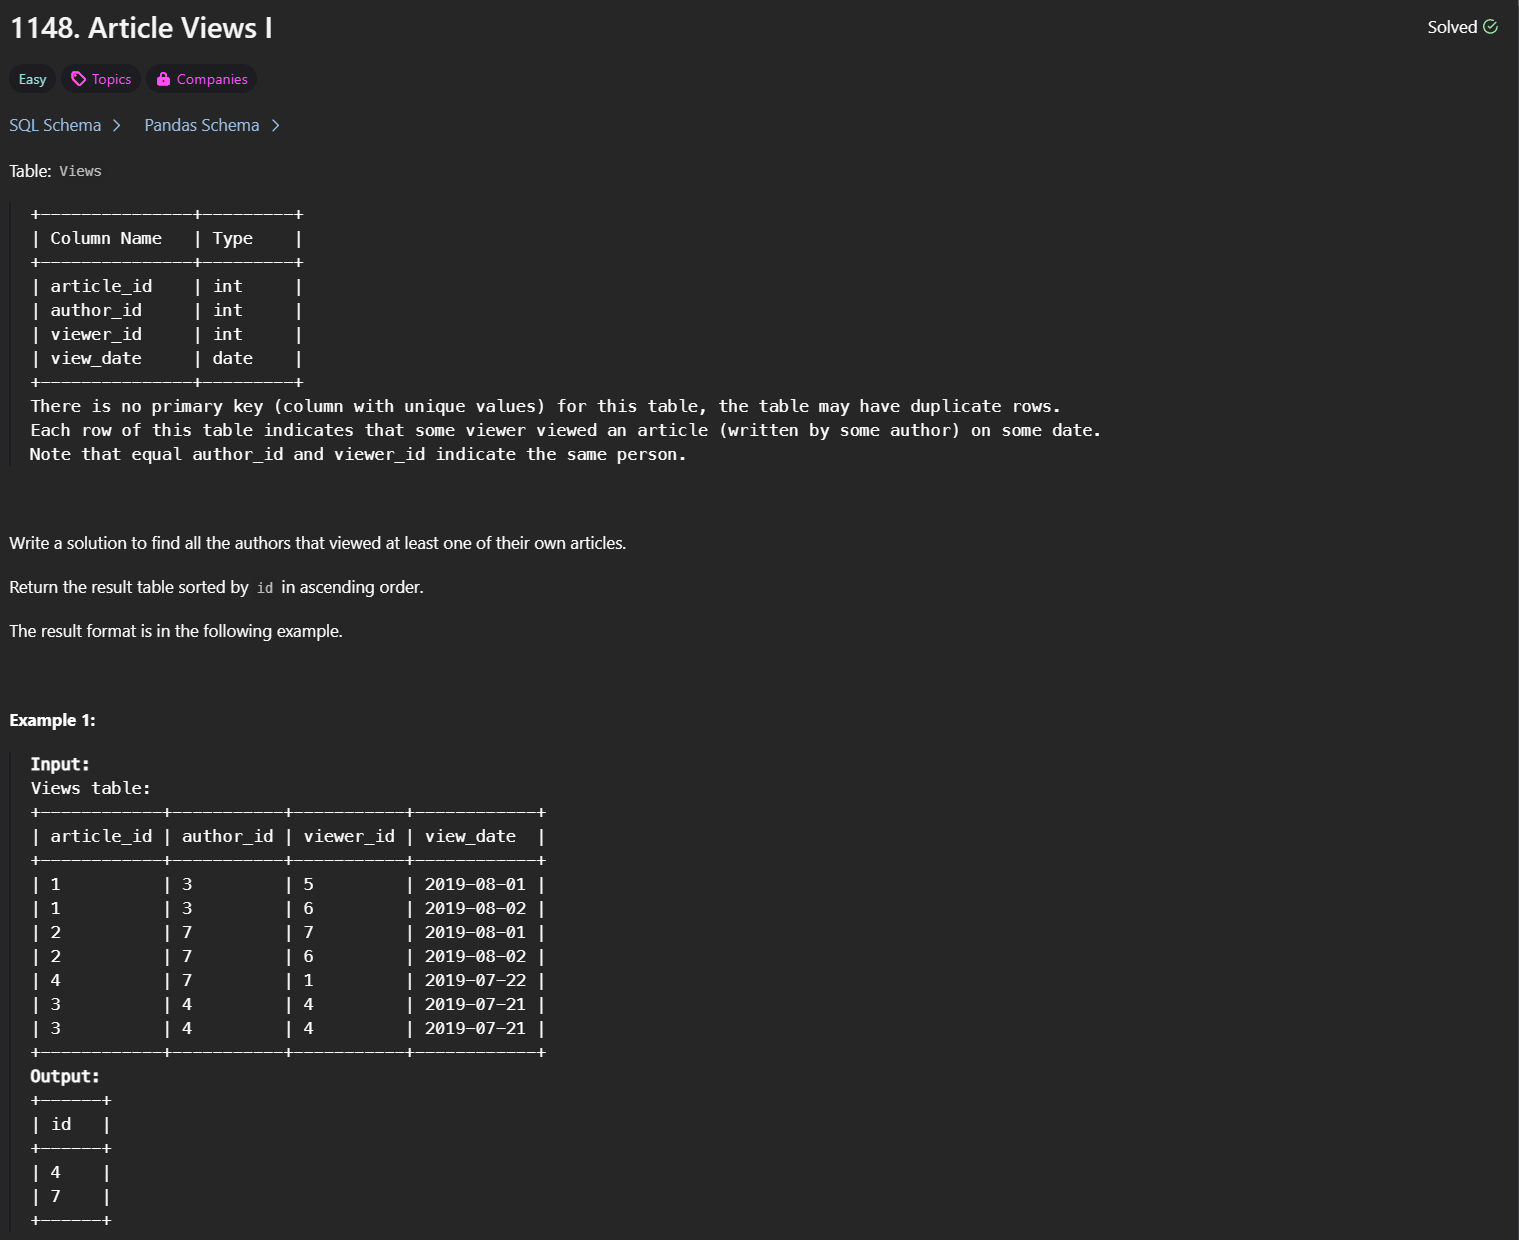 1148. Article Views I
Solved
Easy Topics Companies
SQL Schema Pandas Schema
Table: Views
+---------------+---------+
| Column Name   | Type    |
+---------------+---------+
| article_id    | int     |
| author_id     | int     |
| viewer_id     | int     |
| view_date     | date    |
+---------------+---------+
There is no primary key (column with unique values) for this table, the table may have duplicate rows.
Each row of this table indicates that some viewer viewed an article (written by some author) on some date.
Note that equal author_id and viewer_id indicate the same person.
Write a solution to find all the authors that viewed at least one of their own articles.
Return the result table sorted by id in ascending order.
The result format is in the following example.
Example 1:
Input:
Views table:
+------------+-----------+-----------+------------+
| article_id | author_id | viewer_id | view_date  |
+------------+-----------+-----------+------------+
| 1          | 3         | 5         | 2019-08-01 |
| 1          | 3         | 6         | 2019-08-02 |
| 2          | 7         | 7         | 2019-08-01 |
| 2          | 7         | 6         | 2019-08-02 |
| 4          | 7         | 1         | 2019-07-22 |
| 3          | 4         | 4         | 2019-07-21 |
| 3          | 4         | 4         | 2019-07-21 |
+------------+-----------+-----------+------------+
Output:
+------+
| id   |
+------+
| 4    |
| 7    |
+------+